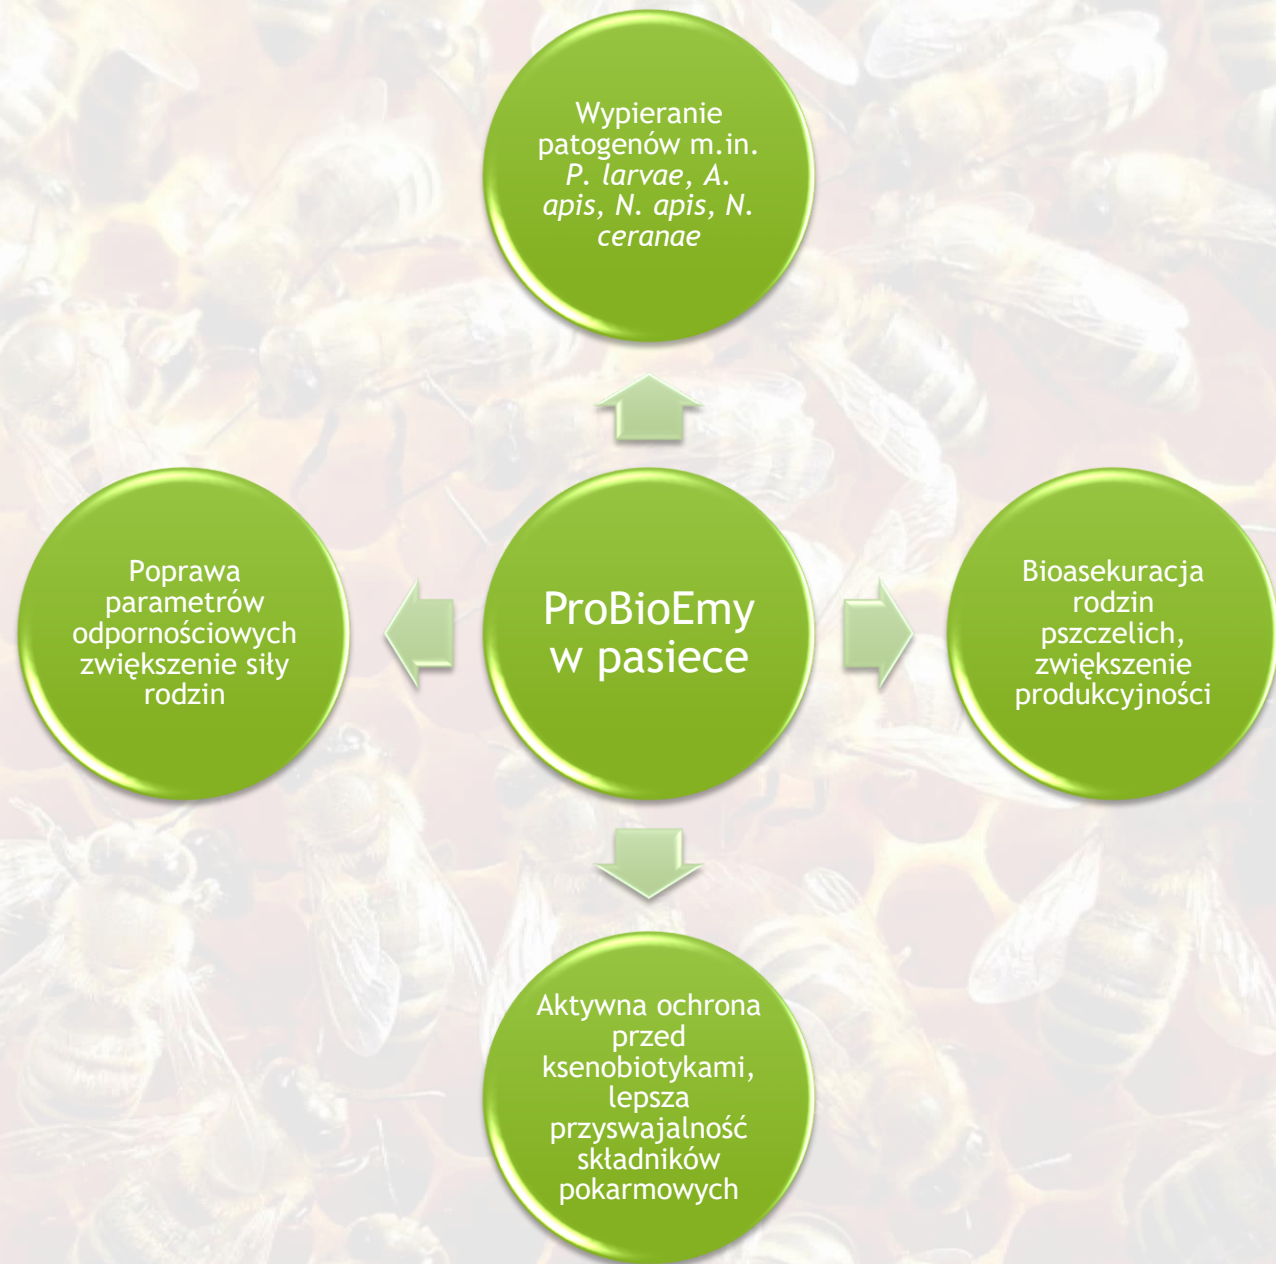 Wypieranie
patogenów m.in.
P. larvae, A.
apis, N. apis, N.
ceranae
Poprawa
parametrów
odpornościowych
zwiększenie siły
rodzin
ProBioEmy
w pasiece
Bioasekuracja
rodzin
pszczelich,
zwiększenie
produkcyjności
Aktywna ochrona
przed
ksenobiotykami,
lepsza
przyswajalność
składników
pokarmowych